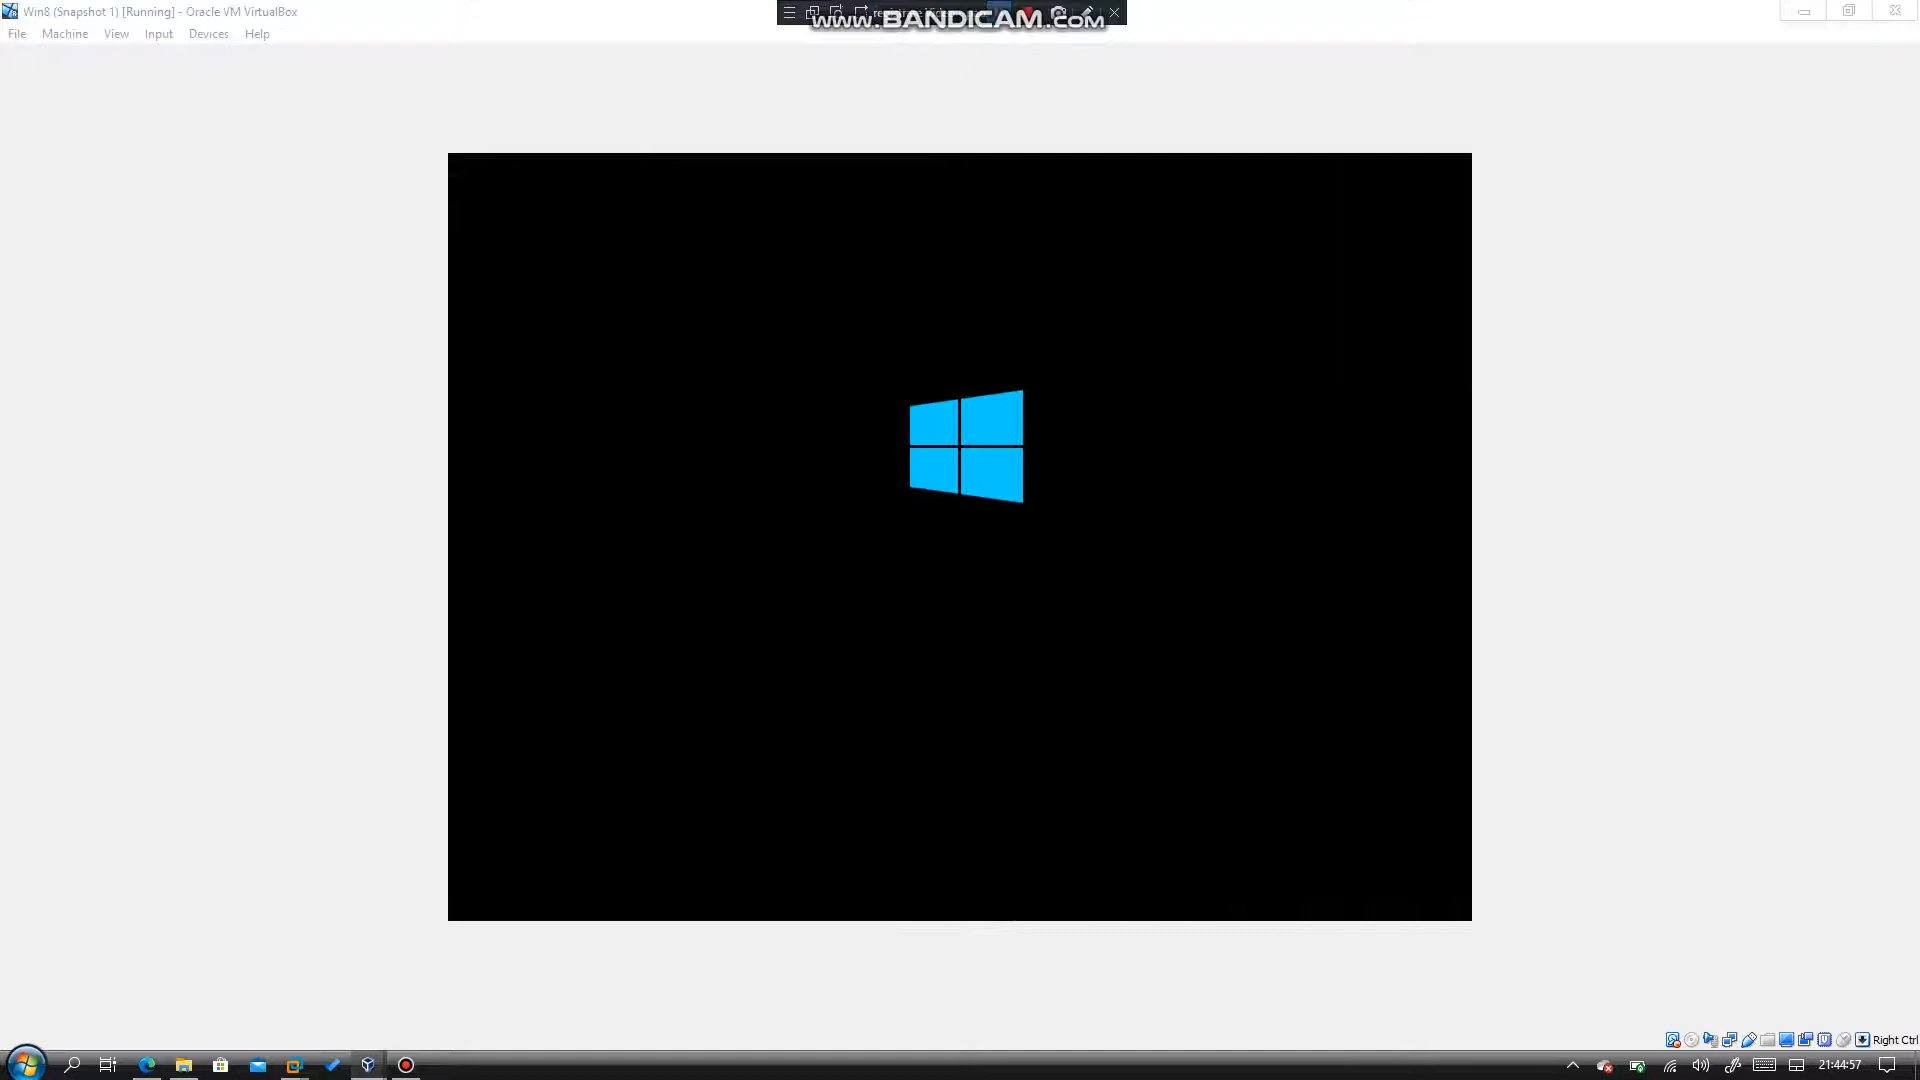 Win8 (Snapshot 1) [Running] - Oracle VM VirtualBox
www.BANDICAM.com
File Machine View Input Devices Help
Right Ctrl
21:44:57